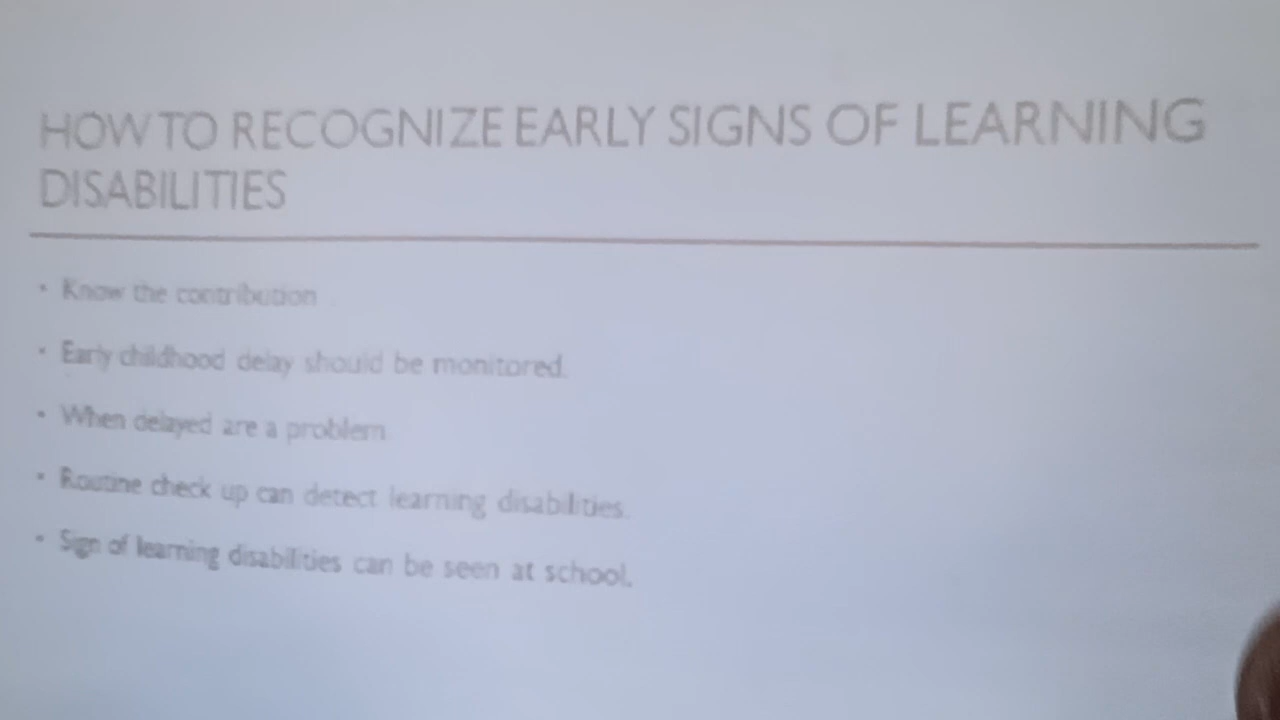 HOW TO RECOGNIZE EARLY SIGNS OF LEARNING
DISABILITIES
• Know the contribution
• Early childhood delay should be monitored.
• When delayed are a problem
• Routine check up can detect learning disabilities.
• Sign of learning disabilities can be seen at school.